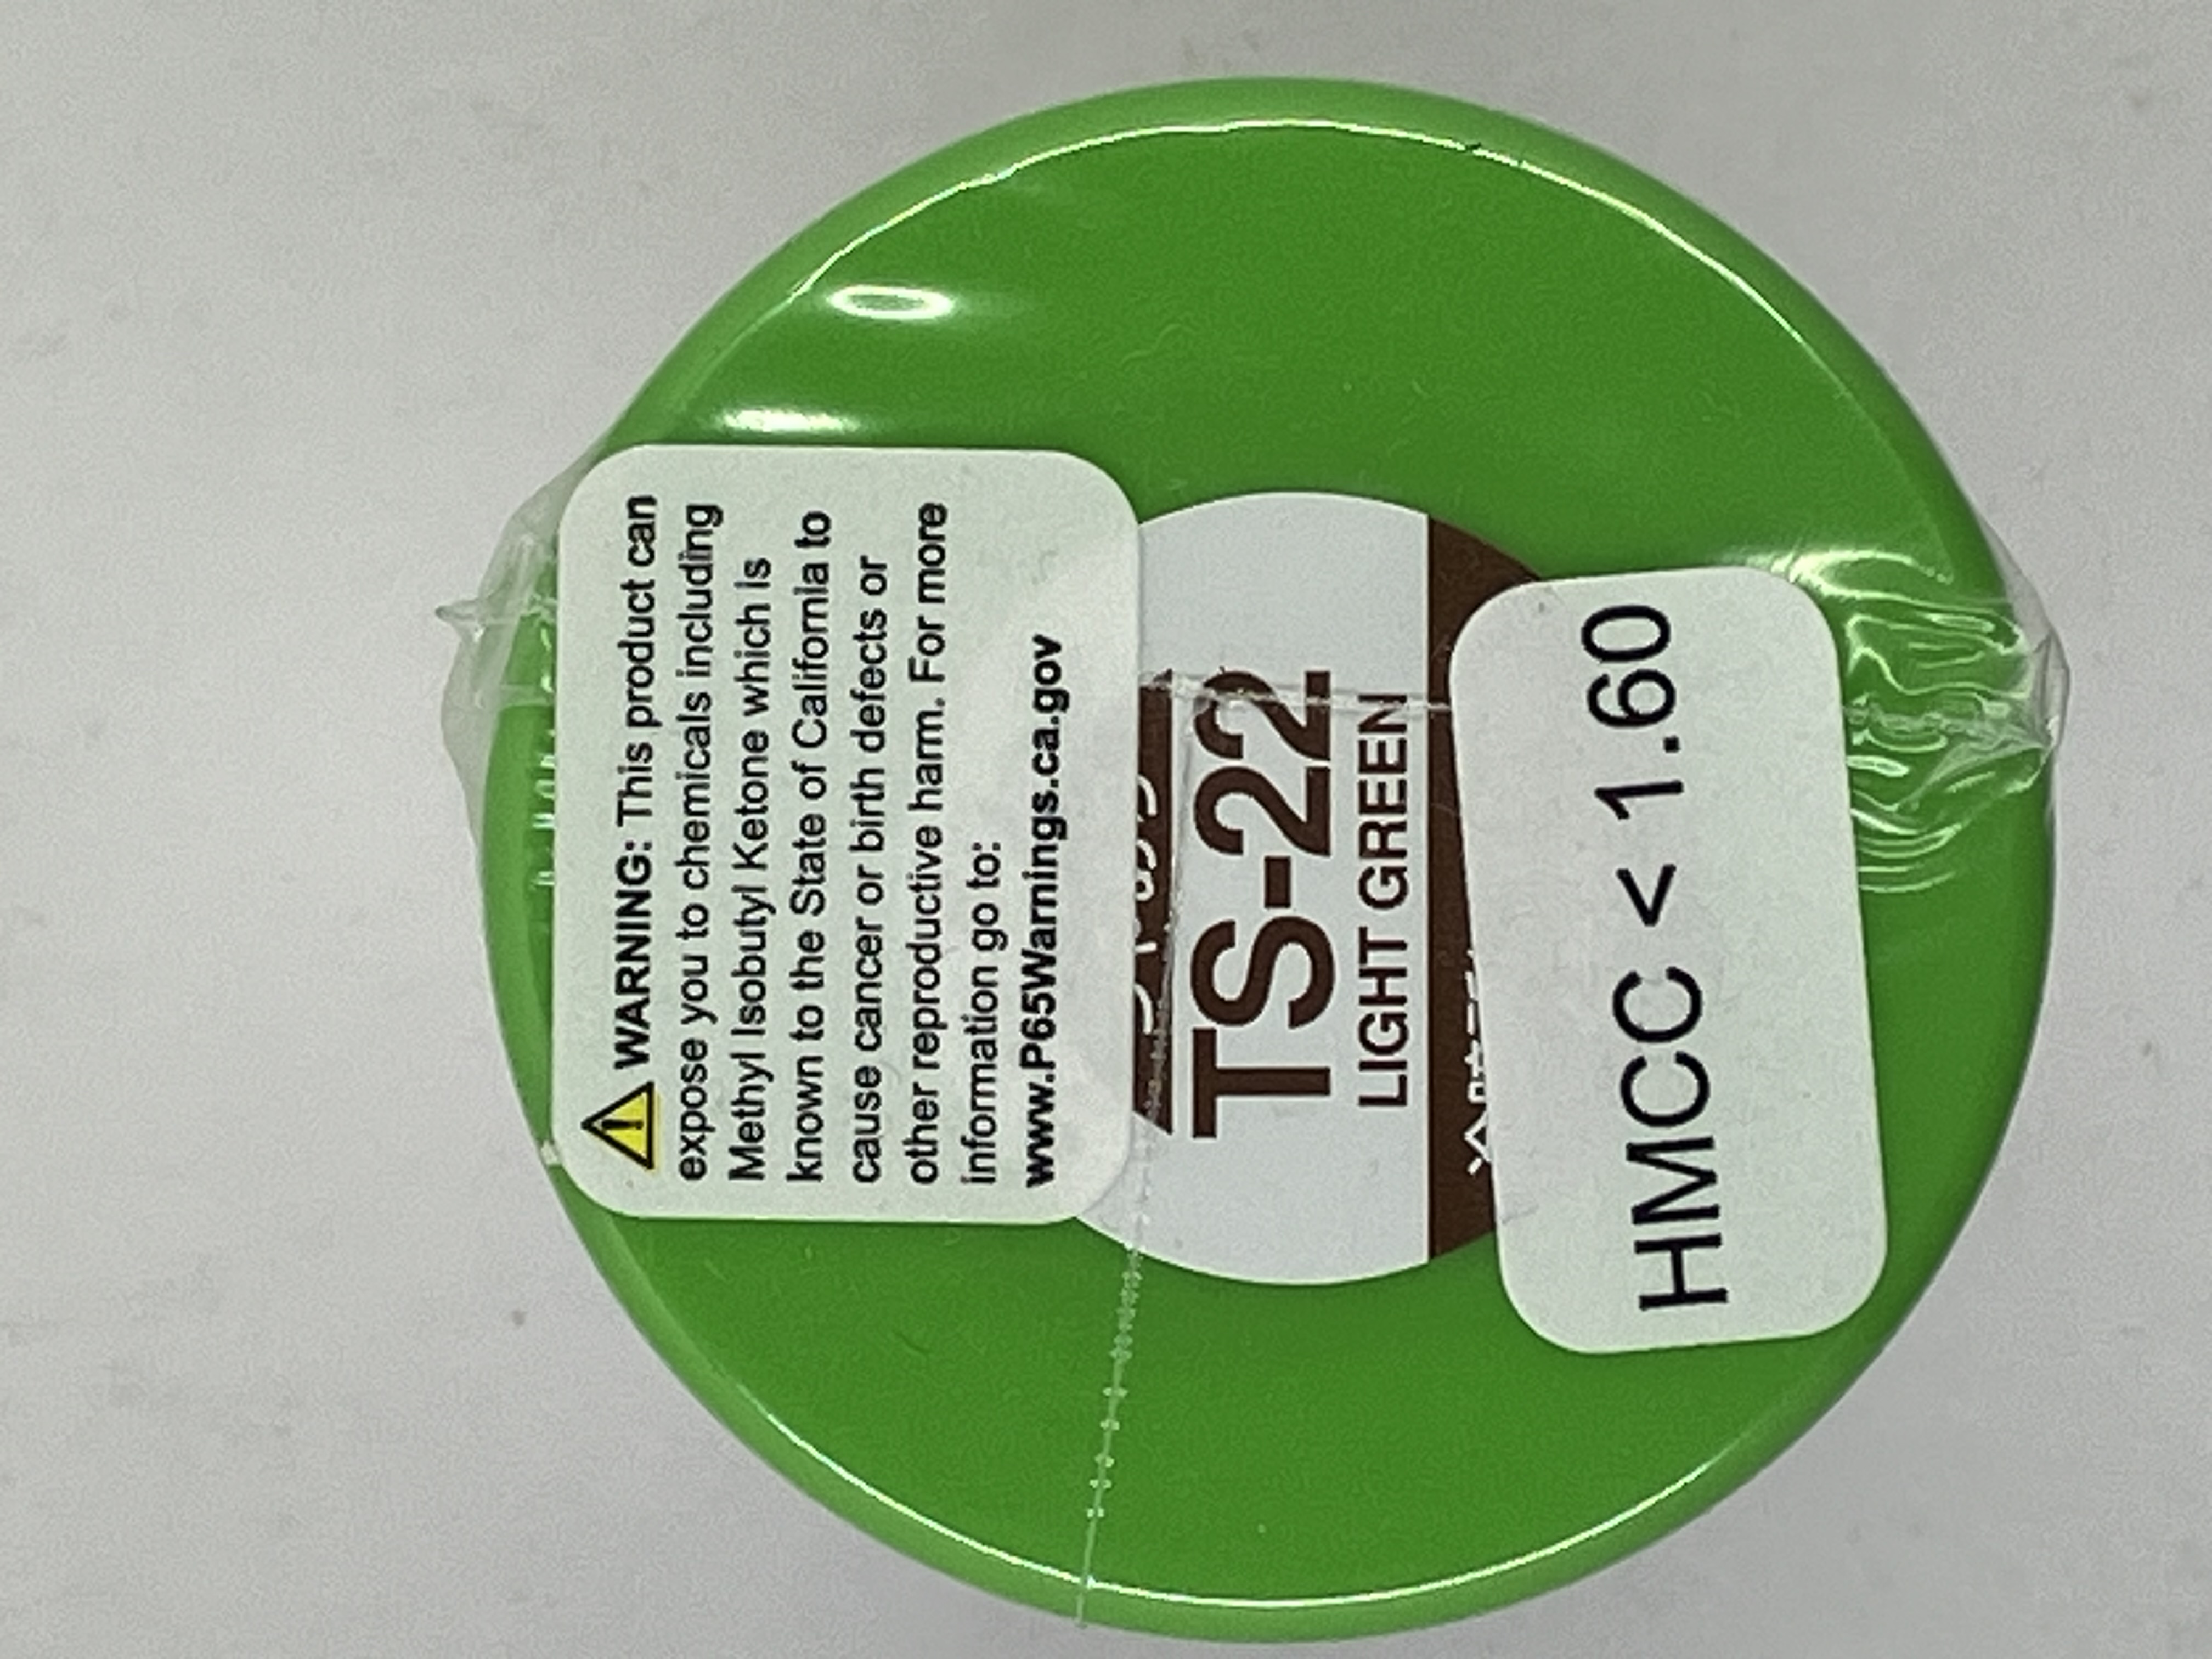 WARNING: This product can
expose you to chemicals including
Methyl Isobutyl Ketone which is
known to the State of California to
cause cancer or birth defects or
other reproductive harm. For more
information go to:
www.P65Warnings.ca.gov
TS-22
LIGHT GREEN
HMCC < 1.60